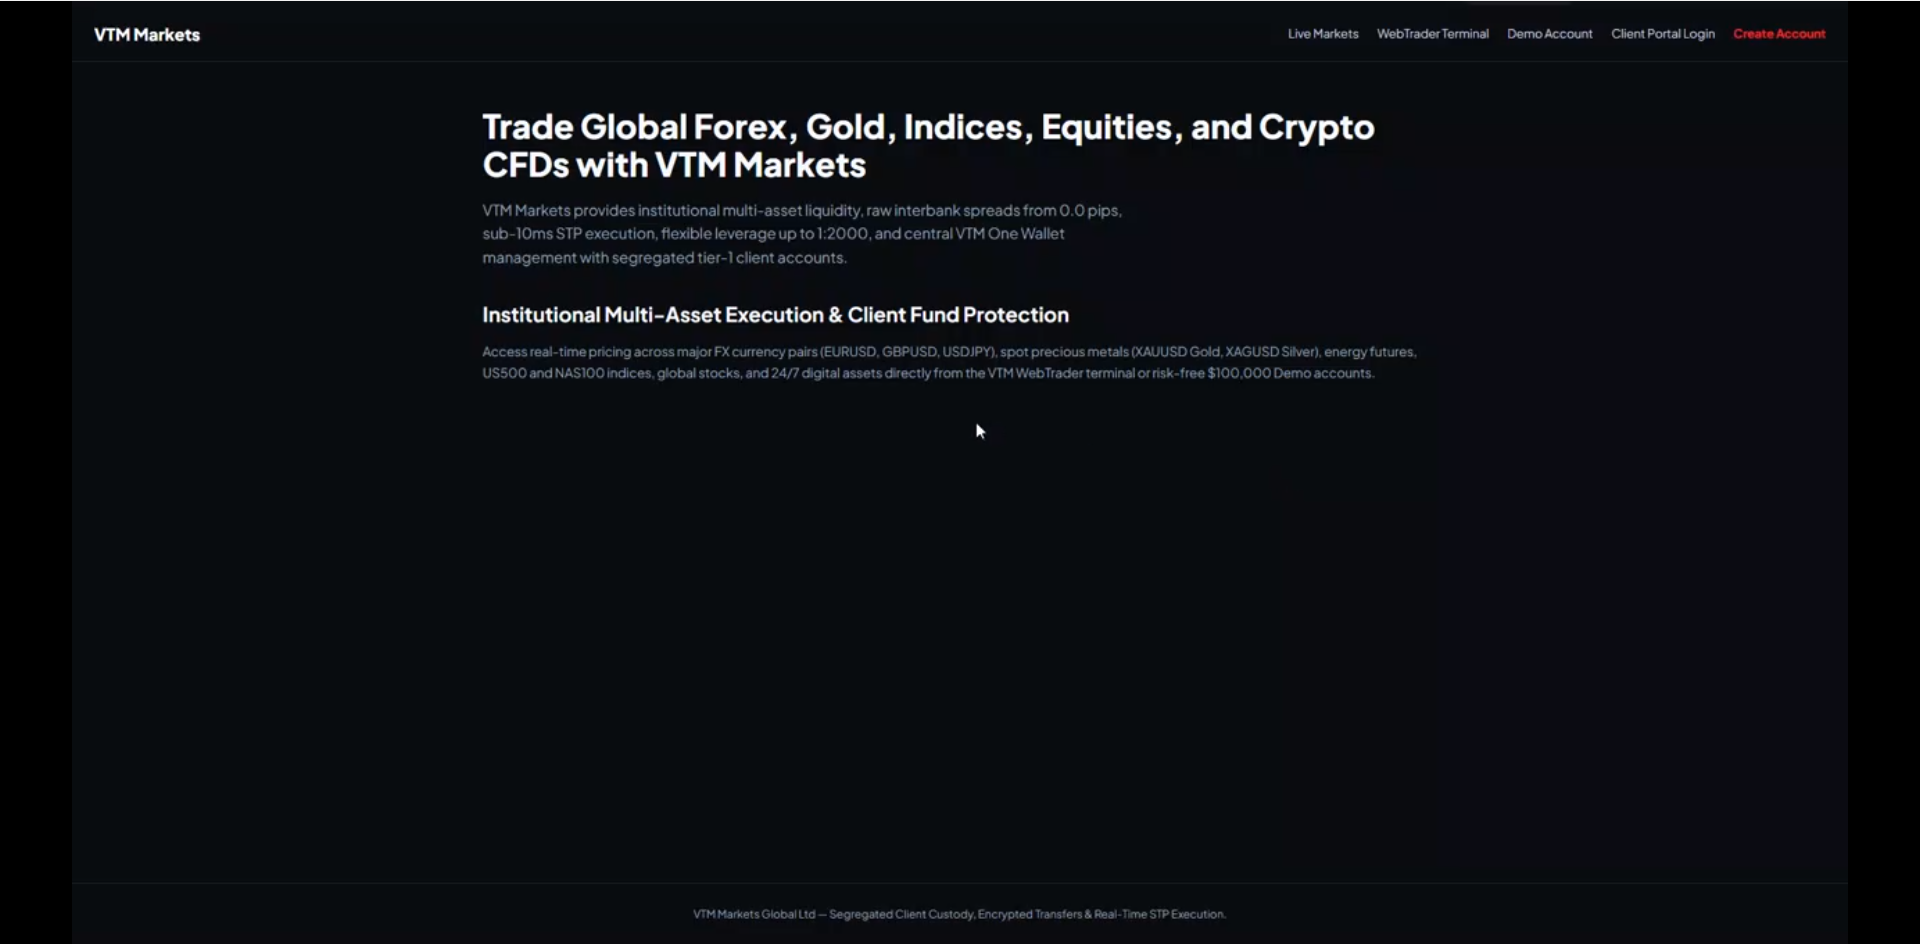 VTM Markets
Live Markets
WebTrader Terminal
Demo Account
Client Portal Login
Create Account
Trade Global Forex, Gold, Indices, Equities, and Crypto
CFDs with VTM Markets
VTM Markets provides institutional multi-asset liquidity, raw interbank spreads from 0.0 pips,
sub-10ms STP execution, flexible leverage up to 1:2000, and central VTM One Wallet
management with segregated tier-1 client accounts.
Institutional Multi-Asset Execution & Client Fund Protection
Access real-time pricing across major FX currency pairs (EURUSD, GBPUSD, USDJPY), spot precious metals (XAUUSD Gold, XAGUSD Silver), energy futures,
US500 and NAS100 indices, global stocks, and 24/7 digital assets directly from the VTM WebTrader terminal or risk-free $100,000 Demo accounts.
VTM Markets Global Ltd — Segregated Client Custody, Encrypted Transfers & Real-Time STP Execution.